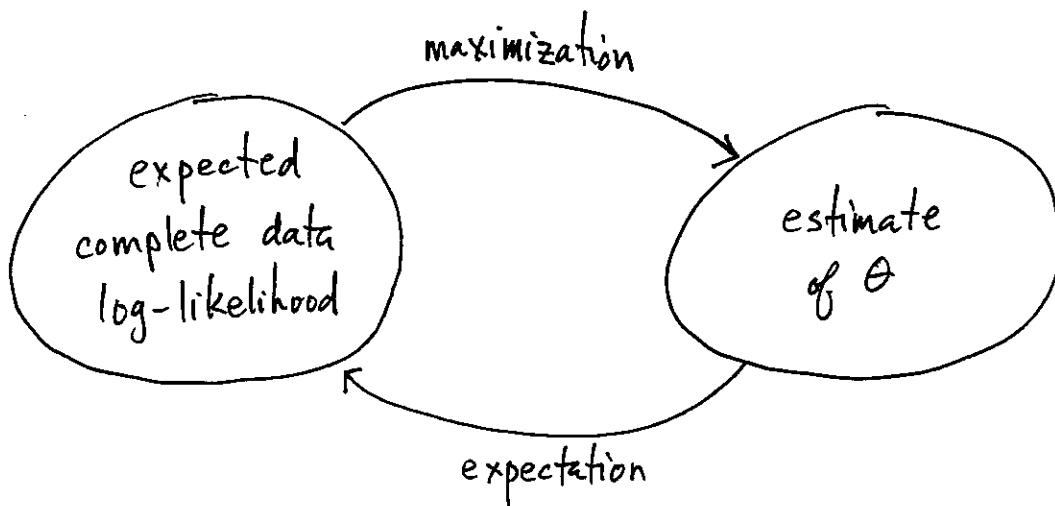 maximization
expected
complete data
log-likelihood
estimate
of θ
expectation